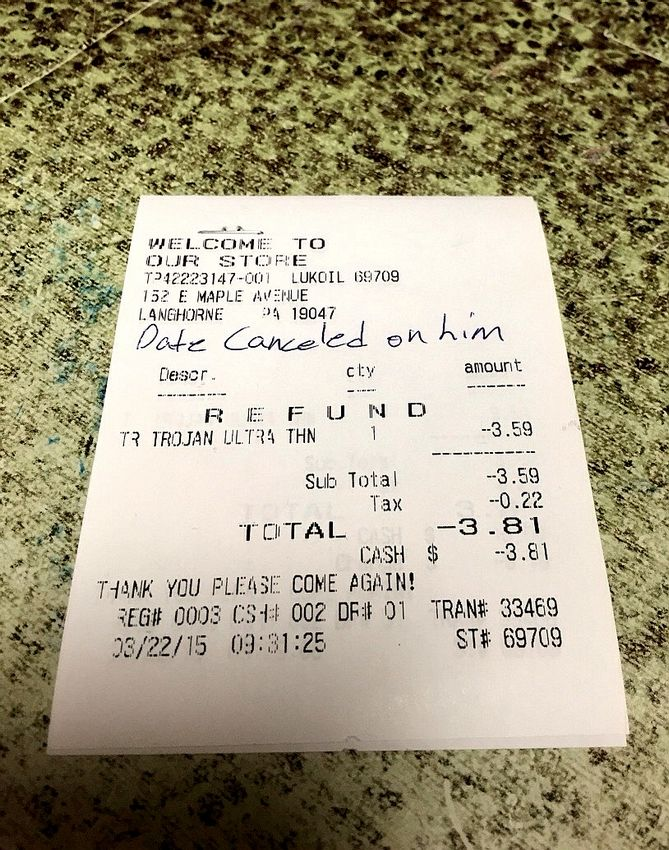 WELCOME TO
OUR STORE
TP42223147-001 LUKOIL 69709
152 E MAPLE AVENUE
LANGHORNE PA 19047
Date Canceled on him
Descr. qty amount
R E F U N D
TR TROJAN ULTRA THN 1 -3.59
Sub Total -3.59
Tax -0.22
TOTAL -3.81
CASH $ -3.81
THANK YOU PLEASE COME AGAIN!
REG# 0003 CSH# 002 DR# 01 TRAN# 33469
03/22/15 09:31:25 ST# 69709